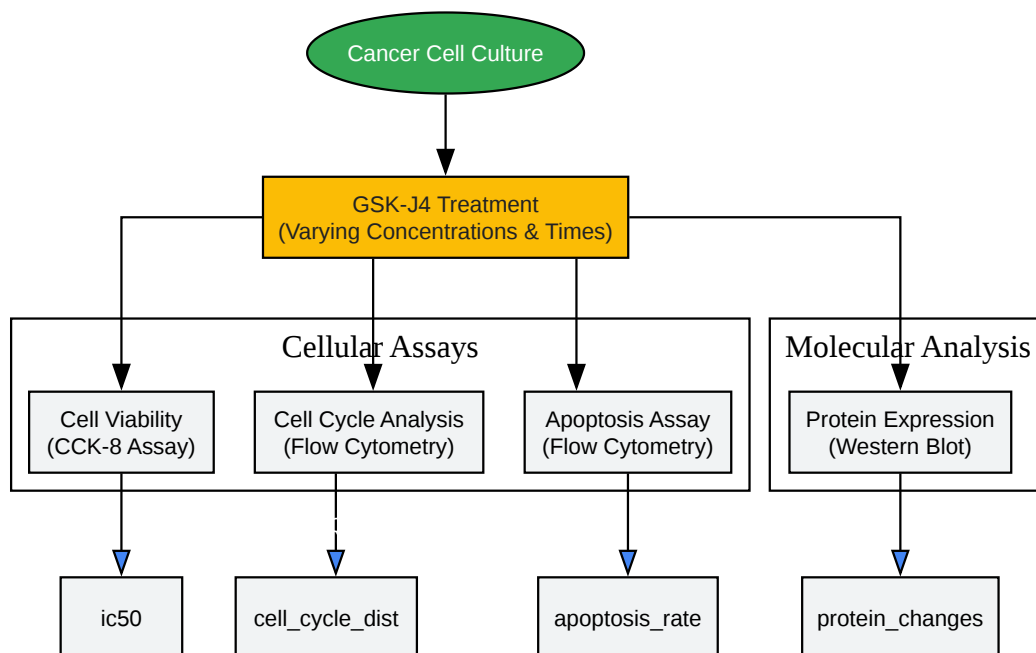 Cancer Cell Culture
GSK-J4 Treatment
(Varying Concentrations & Times)
Cellular Assays
Molecular Analysis
Cell Viability
(CCK-8 Assay)
Cell Cycle Analysis
(Flow Cytometry)
Apoptosis Assay
(Flow Cytometry)
Protein Expression
(Western Blot)
ic50
cell_cycle_dist
apoptosis_rate
protein_changes